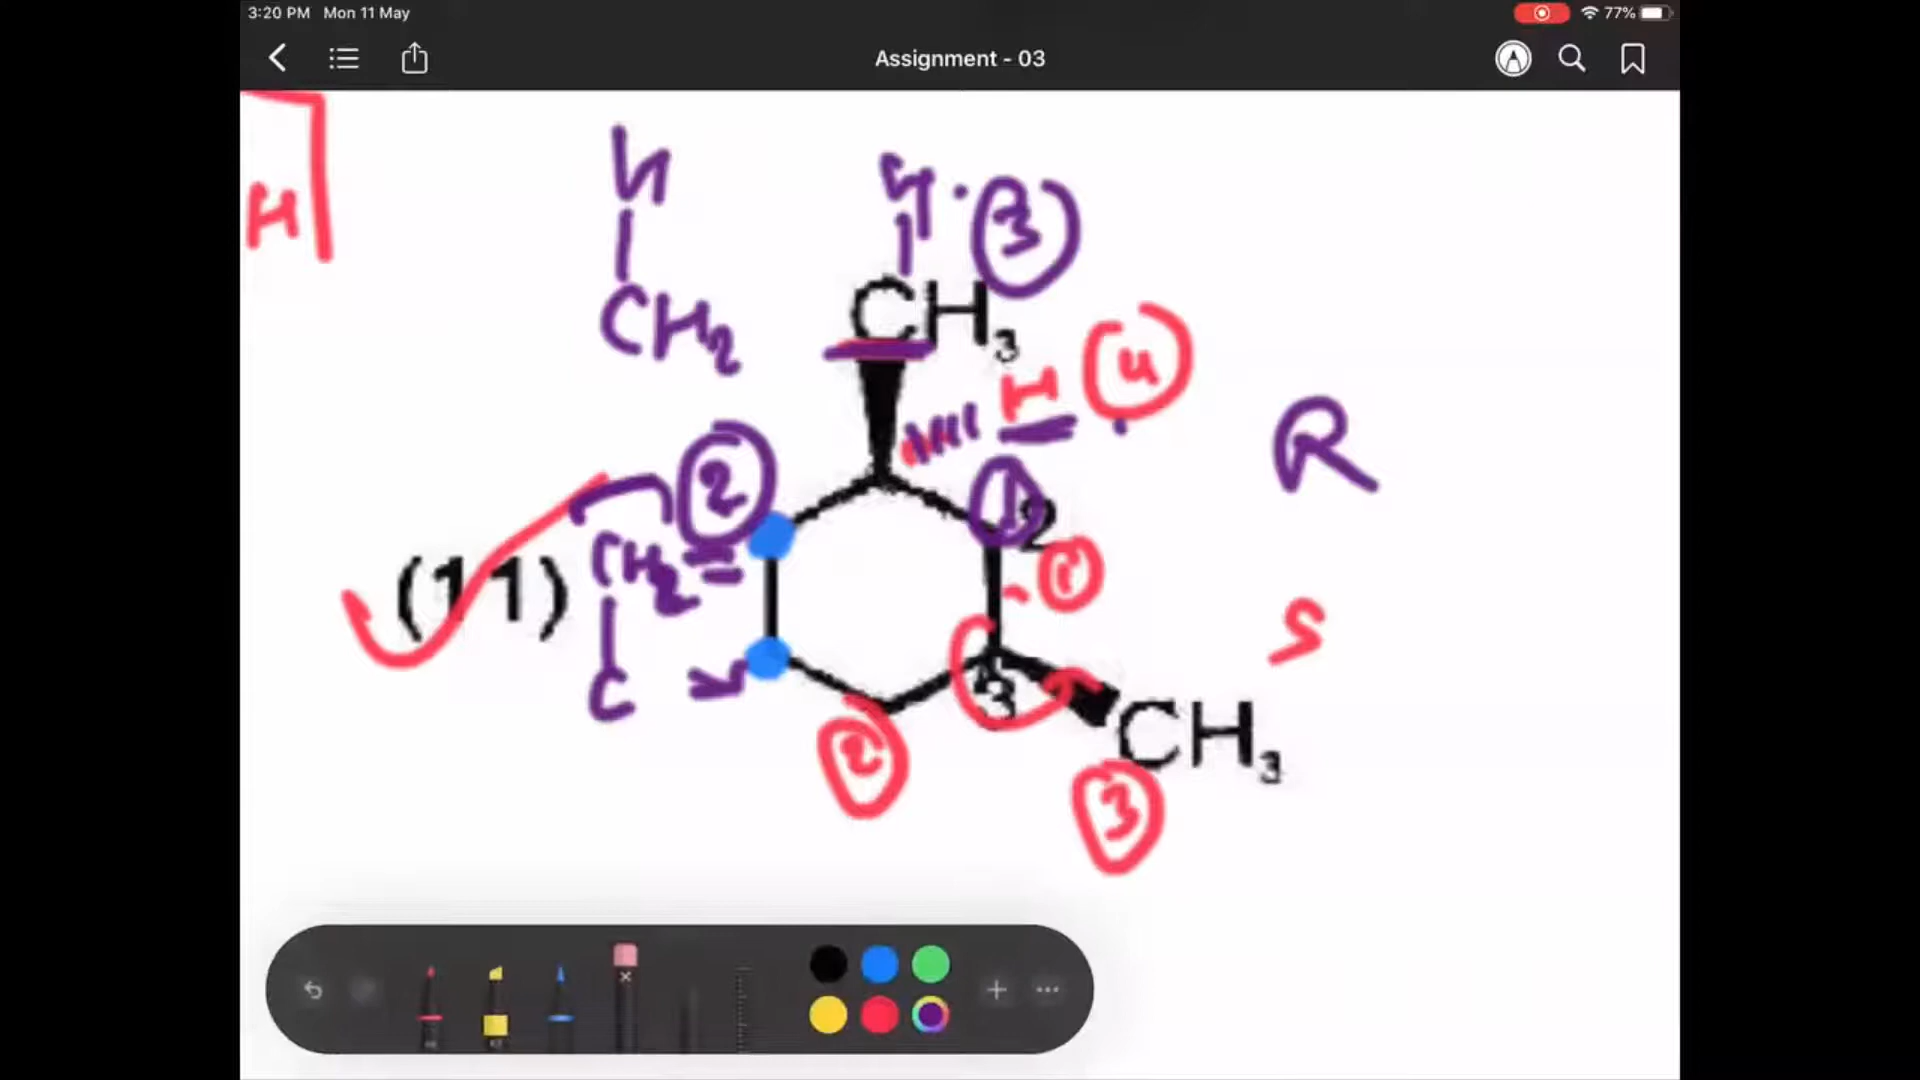 3:20 PM Mon 11 May
77%
Assignment - 03
H
3
CH3
CH2
H 4
R
2
1 2
(11)
CH2
1
S
C
3
CH3
2
3